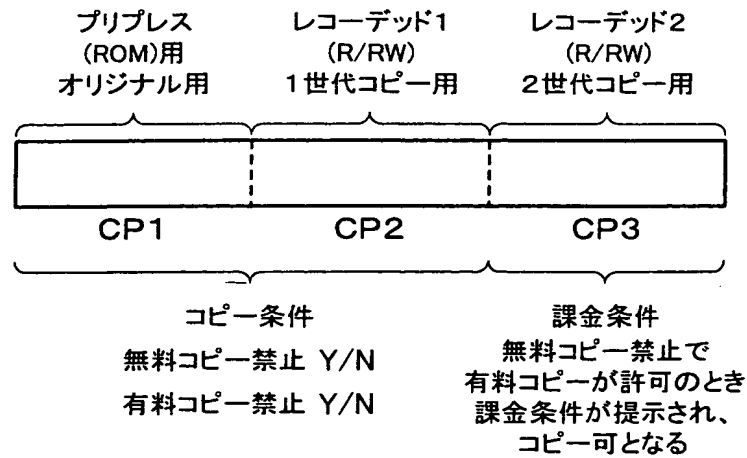 プリプレス
(ROM)用
オリジナル用
レコーデッド1
(R/RW)
1世代コピー用
レコーデッド2
(R/RW)
2世代コピー用
CP1
CP2
CP3
コピー条件
無料コピー禁止 Y/N
有料コピー禁止 Y/N
課金条件
無料コピー禁止で
有料コピーが許可のとき
課金条件が提示され、
コピー可となる